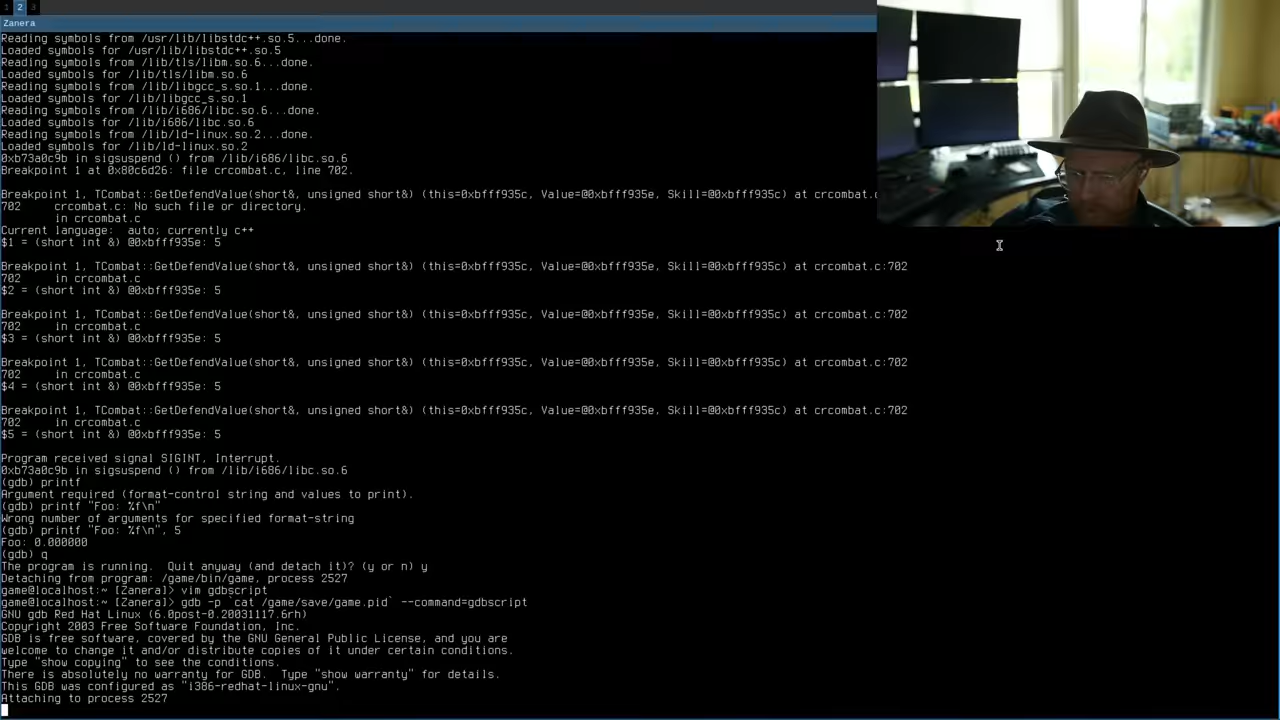 1 2 3
Zanera
Reading symbols from /usr/lib/libstdc++.so.5...done.
Loaded symbols for /usr/lib/libstdc++.so.5
Reading symbols from /lib/tls/libm.so.6...done.
Loaded symbols for /lib/tls/libm.so.6
Reading symbols from /lib/libgcc_s.so.1...done.
Loaded symbols for /lib/libgcc_s.so.1
Reading symbols from /lib/i686/libc.so.6...done.
Loaded symbols for /lib/i686/libc.so.6
Reading symbols from /lib/ld-linux.so.2...done.
Loaded symbols for /lib/ld-linux.so.2
0xb73a0c9b in sigsuspend () from /lib/i686/libc.so.6
Breakpoint 1 at 0x80c6d26: file crcombat.c, line 702.
Breakpoint 1, TCombat::GetDefendValue(short&, unsigned short&) (this=0xbfff935c, Value=@0xbfff935e, Skill=@0xbfff935c) at crcombat.c
702     crcombat.c: No such file or directory.
        in crcombat.c
Current language:  auto; currently c++
$1 = (short int &) @0xbfff935e: 5
Breakpoint 1, TCombat::GetDefendValue(short&, unsigned short&) (this=0xbfff935c, Value=@0xbfff935e, Skill=@0xbfff935c) at crcombat.c:702
702     in crcombat.c
$2 = (short int &) @0xbfff935e: 5
Breakpoint 1, TCombat::GetDefendValue(short&, unsigned short&) (this=0xbfff935c, Value=@0xbfff935e, Skill=@0xbfff935c) at crcombat.c:702
702     in crcombat.c
$3 = (short int &) @0xbfff935e: 5
Breakpoint 1, TCombat::GetDefendValue(short&, unsigned short&) (this=0xbfff935c, Value=@0xbfff935e, Skill=@0xbfff935c) at crcombat.c:702
702     in crcombat.c
$4 = (short int &) @0xbfff935e: 5
Breakpoint 1, TCombat::GetDefendValue(short&, unsigned short&) (this=0xbfff935c, Value=@0xbfff935e, Skill=@0xbfff935c) at crcombat.c:702
702     in crcombat.c
$5 = (short int &) @0xbfff935e: 5
Program received signal SIGINT, Interrupt.
0xb73a0c9b in sigsuspend () from /lib/i686/libc.so.6
(gdb) printf
Argument required (format-control string and values to print).
(gdb) printf "Foo: %f\n"
Wrong number of arguments for specified format-string
(gdb) printf "Foo: %f\n", 5
Foo: 0.000000
(gdb) q
The program is running.  Quit anyway (and detach it)? (y or n) y
Detaching from program: /game/bin/game, process 2527
game@localhost:~ [Zanera]> vim gdbscript
game@localhost:~ [Zanera]> gdb -p `cat /game/save/game.pid` --command=gdbscript
GNU gdb Red Hat Linux (6.0post-0.20031117.6rh)
Copyright 2003 Free Software Foundation, Inc.
GDB is free software, covered by the GNU General Public License, and you are
welcome to change it and/or distribute copies of it under certain conditions.
Type "show copying" to see the conditions.
There is absolutely no warranty for GDB.  Type "show warranty" for details.
This GDB was configured as "i386-redhat-linux-gnu".
Attaching to process 2527